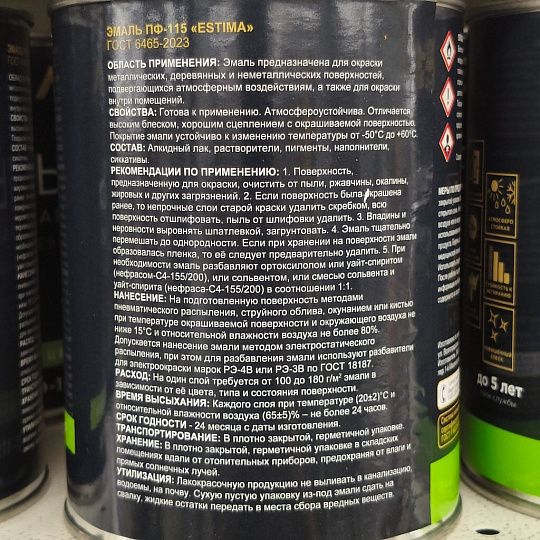 ЭМАЛЬ ПФ-115 «ESTIMA»
ГОСТ 6465-2023
ОБЛАСТЬ ПРИМЕНЕНИЯ: Эмаль предназначена для окраски
металлических, деревянных и неметаллических поверхностей,
подвергающихся атмосферным воздействиям, а также для окраски
внутри помещений.
СВОЙСТВА: Готова к применению. Атмосфероустойчива. Отличается
высоким блеском, хорошим сцеплением с окрашиваемой поверхностью.
Покрытие эмали устойчиво к изменению температуры от -50°С до +60°С.
СОСТАВ: Алкидный лак, растворители, пигменты, наполнители,
сиккативы.
РЕКОМЕНДАЦИИ ПО ПРИМЕНЕНИЮ: 1. Поверхность,
предназначенную для окраски, очистить от пыли, ржавчины, окалины,
жировых и других загрязнений. 2. Если поверхность была окрашена
ранее, то непрочные слои старой краски удалить скребком, всю
поверхность отшлифовать, пыль от шлифовки удалить. 3. Впадины и
неровности выровнять шпатлевкой, загрунтовать. 4. Эмаль тщательно
перемешать до однородности. Если при хранении на поверхности эмали
образовалась пленка, то её следует предварительно удалить. 5. При
необходимости эмаль разбавляют ортоксилолом или уайт-спиритом
(нефрасом-С4-155/200), или сольвентом, или смесью сольвента и
уайт-спирита (нефраса-С4-155/200) в соотношении 1:1.
НАНЕСЕНИЕ: На подготовленную поверхность методами
пневматического распыления, струйного облива, окунанием или кистью
при температуре окрашиваемой поверхности и окружающего воздуха не
ниже 15°С и относительной влажности воздуха не более 80%.
Допускается нанесение эмали методом электростатического
распыления, при этом для разбавления эмали используют разбавители
для электроокраски марок РЭ-4В или РЭ-3В по ГОСТ 18187.
РАСХОД: На один слой требуется от 100 до 180 г/м² эмали в
зависимости от её цвета, типа и состояния поверхности.
ВРЕМЯ ВЫСЫХАНИЯ: Каждого слоя при температуре (20±2)°С и
относительной влажности воздуха (65±5)% – не более 24 часов.
СРОК ГОДНОСТИ - 24 месяца с даты изготовления.
ТРАНСПОРТИРОВАНИЕ: В плотно закрытой, герметичной упаковке.
ХРАНЕНИЕ: В плотно закрытой, герметичной упаковке в складских
помещениях вдали от отопительных приборов, предохраняя от влаги и
прямых солнечных лучей.
УТИЛИЗАЦИЯ: Лакокрасочную продукцию не выливать в канализацию,
водоемы, на почву. Сухую пустую упаковку из-под эмали сдать на
свалку, жидкие остатки передать в места сбора вредных веществ.
АТМОСФЕРО
СТОЙКАЯ
до 5 лет